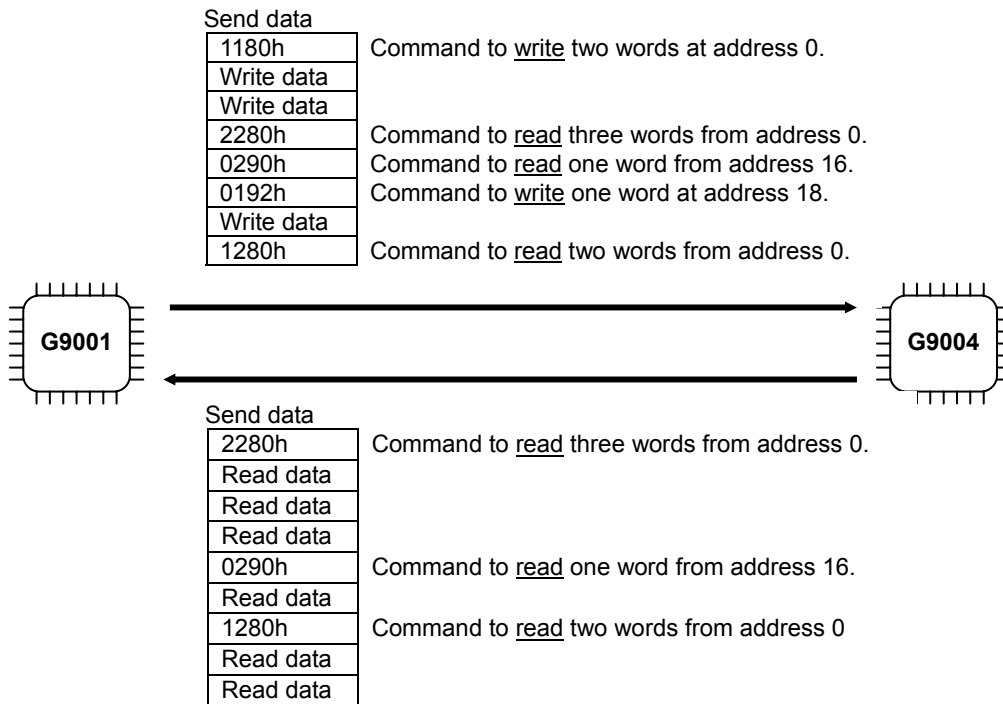 Send data
1180h Command to write two words at address 0.
Write data
Write data
2280h Command to read three words from address 0.
0290h Command to read one word from address 16.
0192h Command to write one word at address 18.
Write data
1280h Command to read two words from address 0.
G9001 G9004
Send data
2280h Command to read three words from address 0.
Read data
Read data
Read data
0290h Command to read one word from address 16.
Read data
1280h Command to read two words from address 0
Read data
Read data